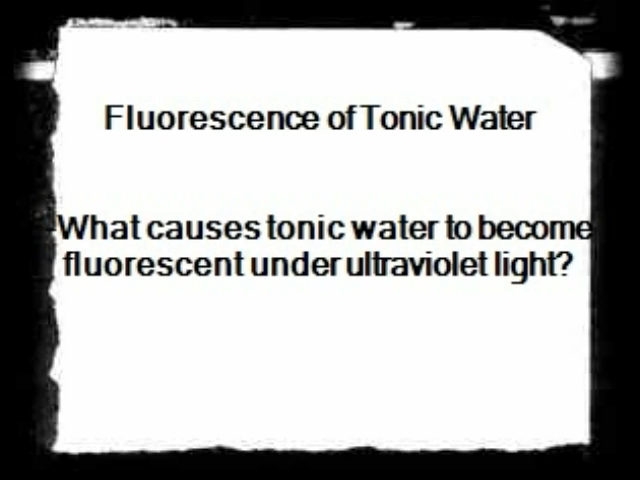 Fluorescence of Tonic Water
What causes tonic water to become
fluorescent under ultraviolet light?